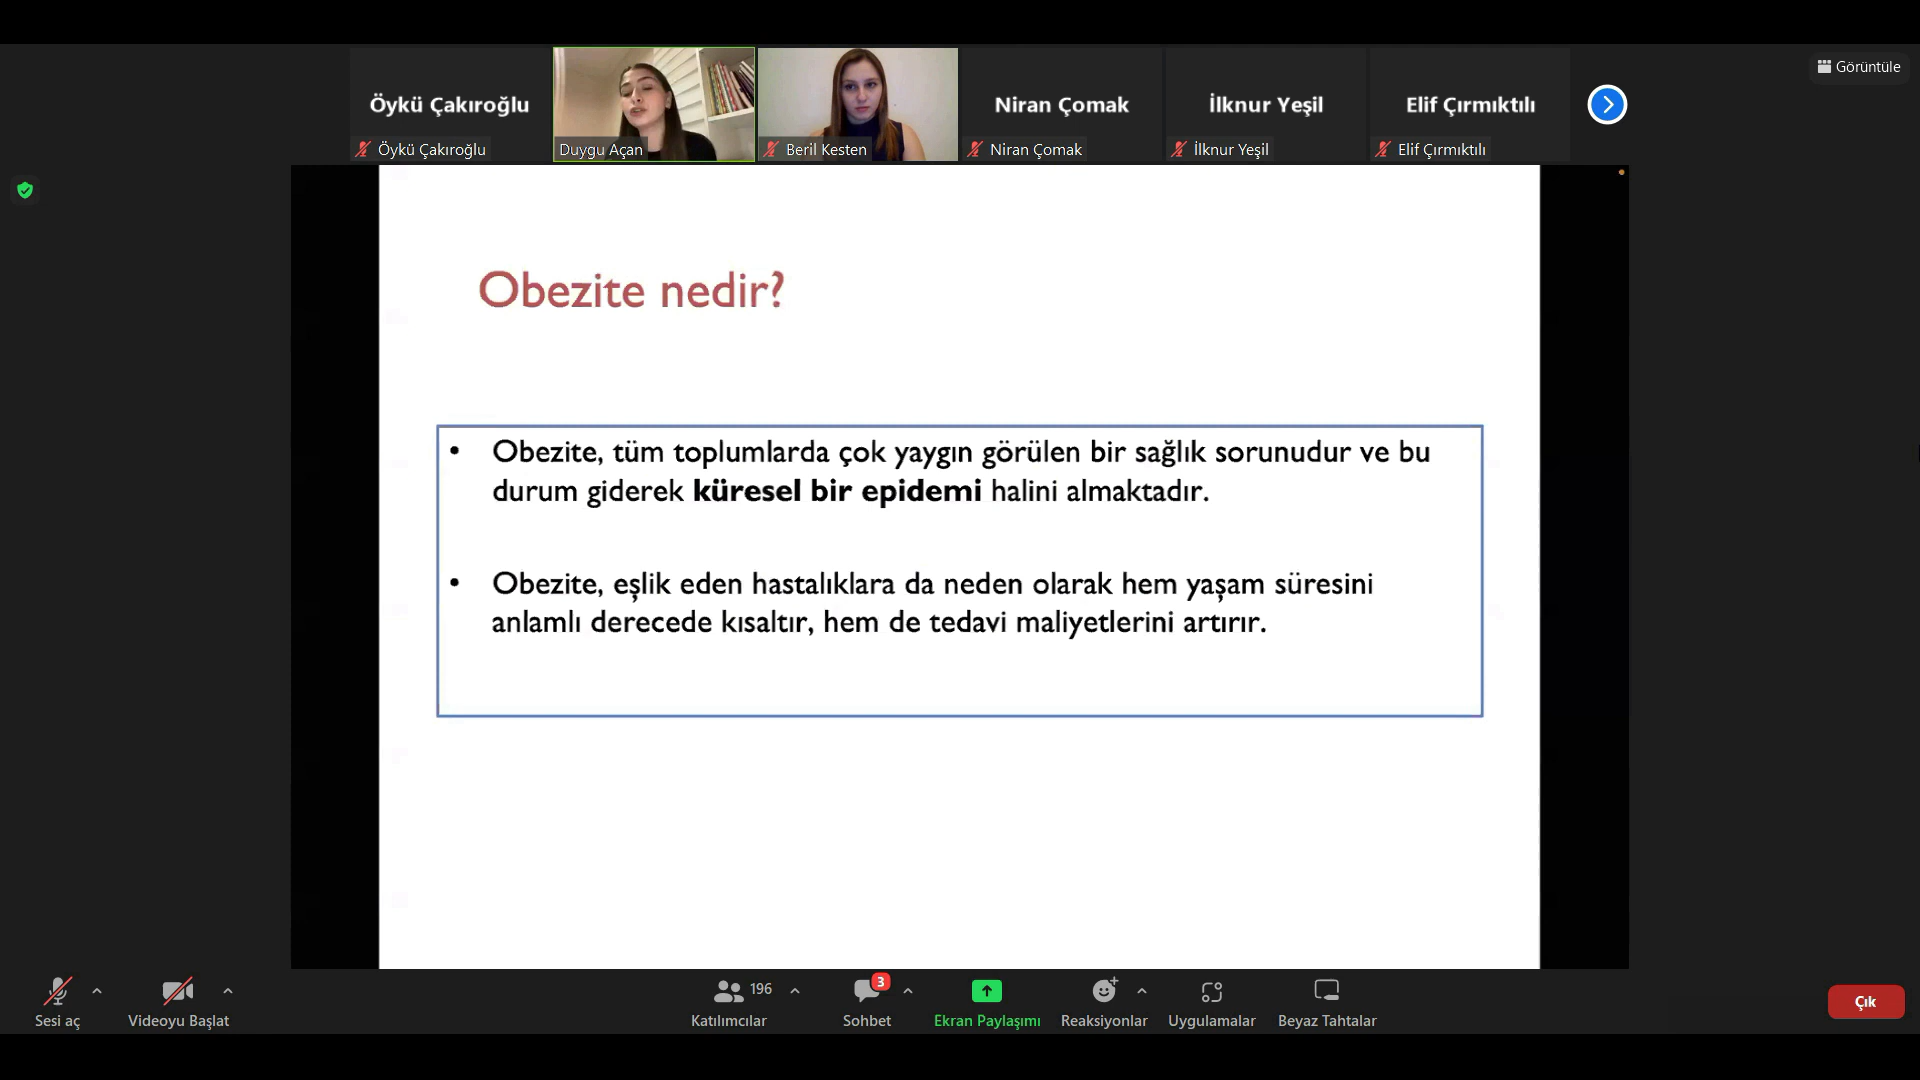 Görüntüle
Öykü Çakıroğlu
Niran Çomak
İlknur Yeşil
Elif Çırmıktılı
Öykü Çakıroğlu
Duygu Açan
Beril Kesten
Niran Çomak
İlknur Yeşil
Elif Çırmıktılı
Obezite nedir?
• Obezite, tüm toplumlarda çok yaygın görülen bir sağlık sorunudur ve bu
durum giderek küresel bir epidemi halini almaktadır.
• Obezite, eşlik eden hastalıklara da neden olarak hem yaşam süresini
anlamlı derecede kısaltır, hem de tedavi maliyetlerini artırır.
196
3
Sesi aç
Videoyu Başlat
Katılımcılar
Sohbet
Ekran Paylaşımı
Reaksiyonlar
Uygulamalar
Beyaz Tahtalar
Çık